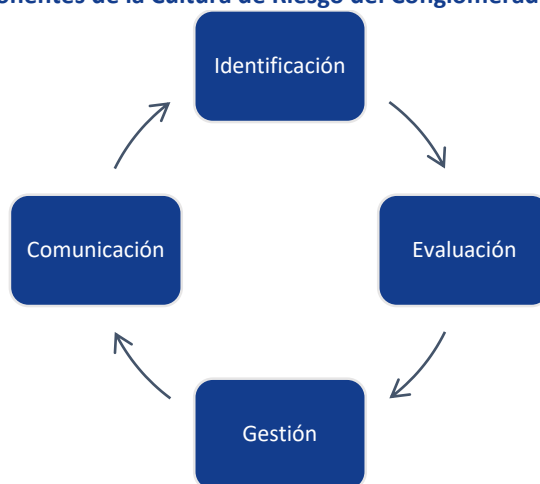 de la Cultura de Riesgo del
Identificación
Comunicación
Evaluación
Gestión